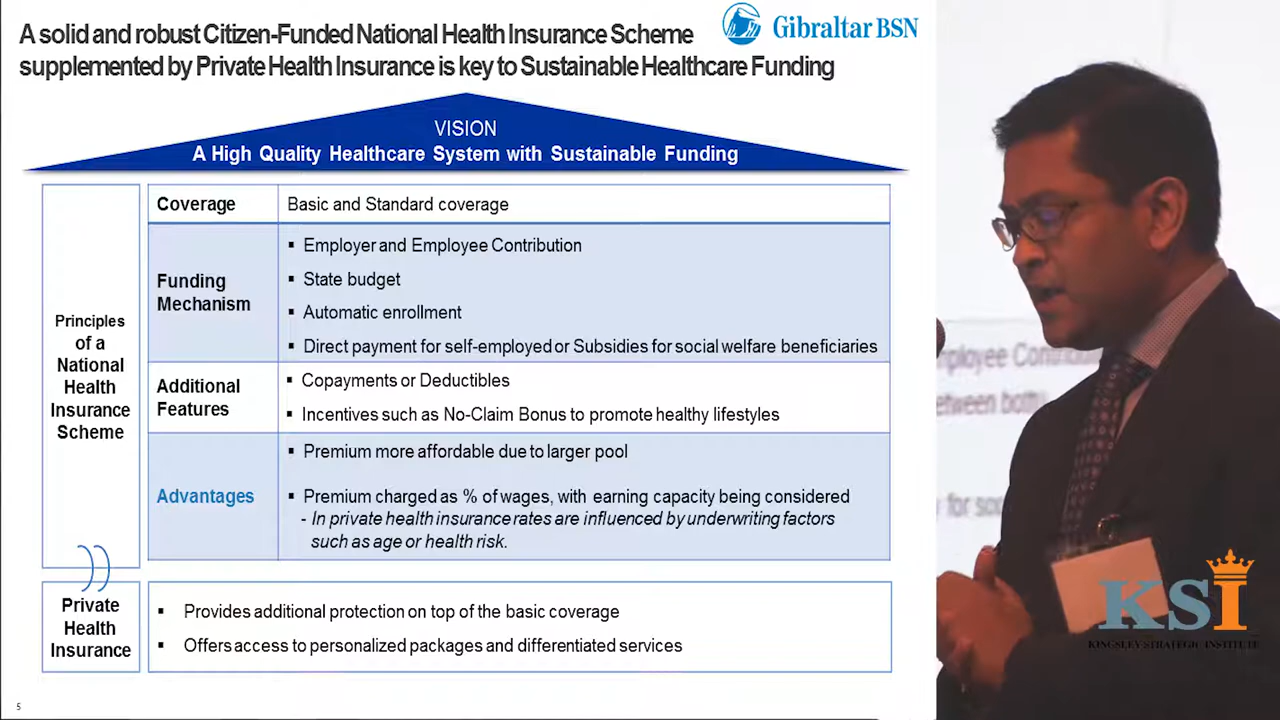 A solid and robust Citizen-Funded National Health Insurance Scheme
supplemented by Private Health Insurance is key to Sustainable Healthcare Funding
Gibraltar BSN
VISION
A High Quality Healthcare System with Sustainable Funding
Principles
of a
National
Health
Insurance
Scheme
Coverage
Basic and Standard coverage
Funding
Mechanism
▪ Employer and Employee Contribution
▪ State budget
▪ Automatic enrollment
▪ Direct payment for self-employed or Subsidies for social welfare beneficiaries
Additional
Features
▪ Copayments or Deductibles
▪ Incentives such as No-Claim Bonus to promote healthy lifestyles
Advantages
▪ Premium more affordable due to larger pool
▪ Premium charged as % of wages, with earning capacity being considered
- In private health insurance rates are influenced by underwriting factors
such as age or health risk.
Private
Health
Insurance
▪ Provides additional protection on top of the basic coverage
▪ Offers access to personalized packages and differentiated services
5
between both)
for
KSI
KINGSLEY STRATEGIC INSTITUTE